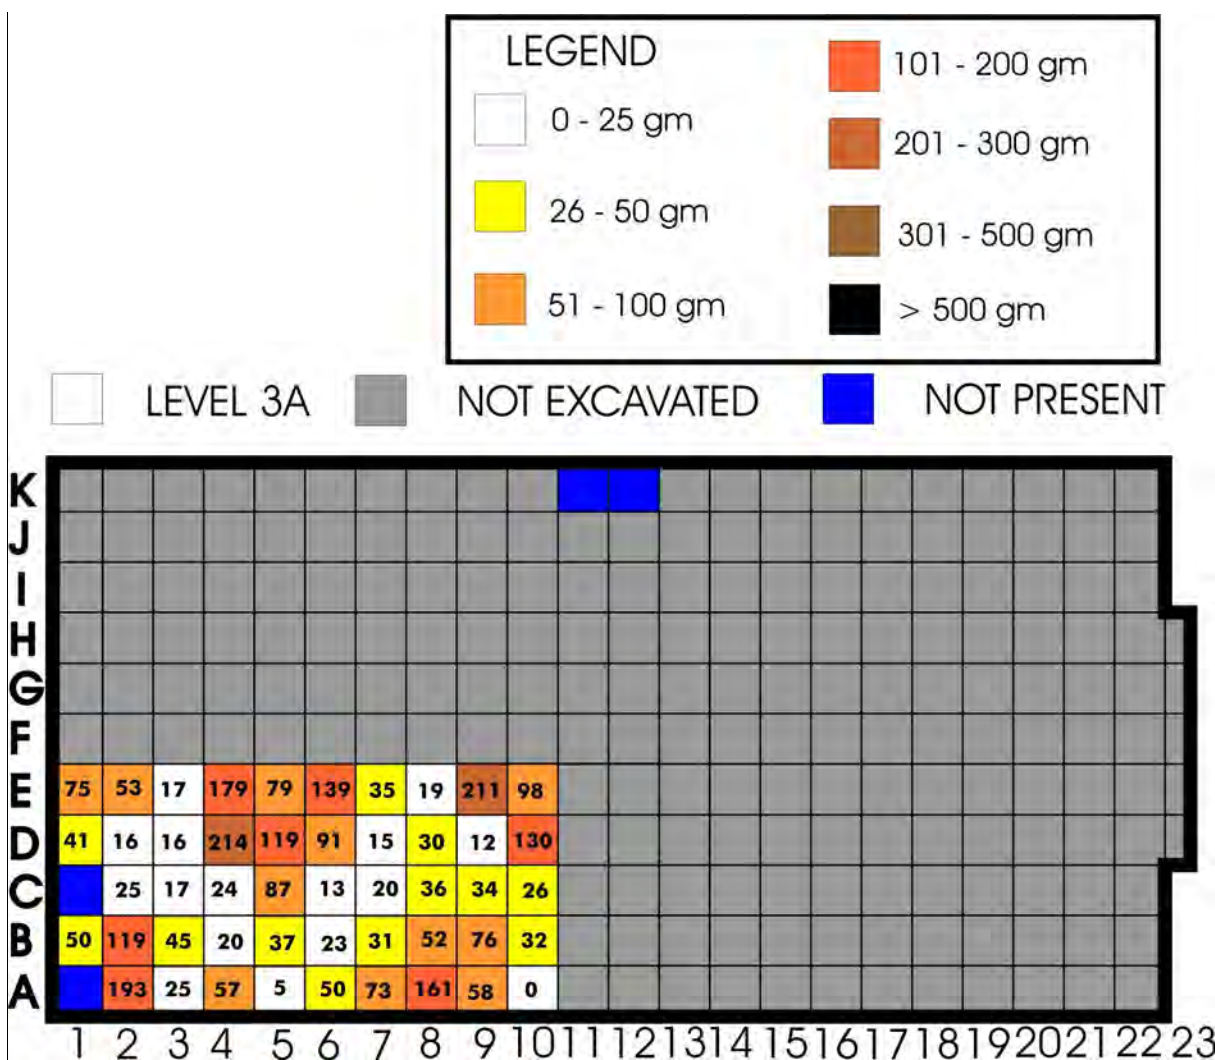 LEGEND
0 - 25 gm
26 - 50 gm
51 - 100 gm
101 - 200 gm
201 - 300 gm
301 - 500 gm
> 500 gm
LEVEL 3A NOT EXCAVATED NOT PRESENT
K
J
I
H
G
F
E 75 53 17 179 79 139 35 19 211 98
D 41 16 16 214 119 91 15 30 12 130
C 25 17 24 87 13 20 36 34 26
B 50 119 45 20 37 23 31 52 76 32
A 193 25 57 5 50 73 161 58 0
1 2 3 4 5 6 7 8 9 10 11 12 13 14 15 16 17 18 19 20 21 22 23